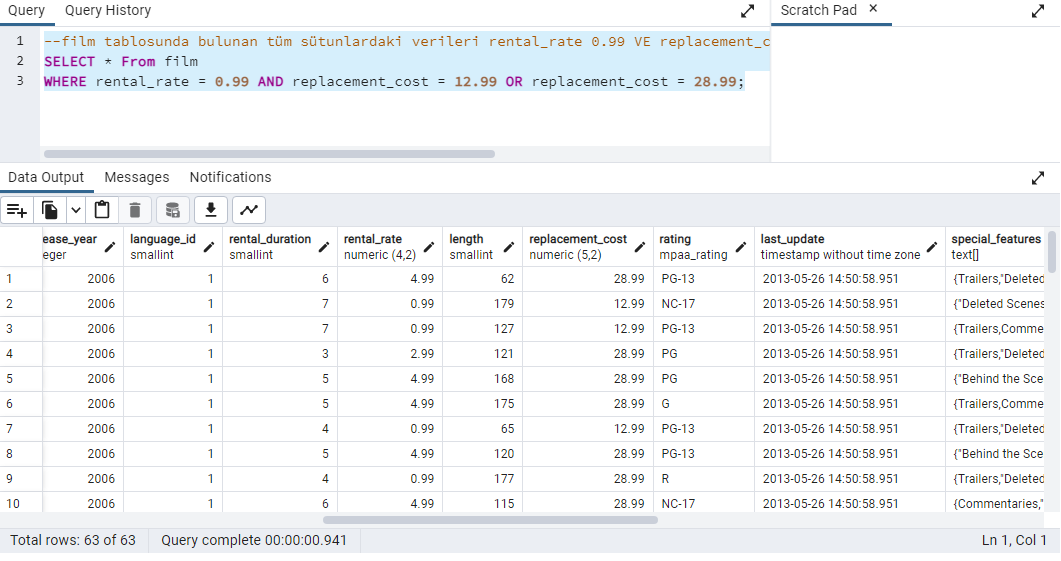 Query Query History Scratch Pad ✕
1 --film tablosunda bulunan tüm sütunlardaki verileri rental_rate 0.99 VE replacement_c
2 SELECT * From film
3 WHERE rental_rate = 0.99 AND replacement_cost = 12.99 OR replacement_cost = 28.99;
Data Output Messages Notifications
ease_year language_id rental_duration rental_rate length replacement_cost rating last_update special_features
eger smallint smallint numeric (4,2) smallint numeric (5,2) mpaa_rating timestamp without time zone text[]
1 2006 1 6 4.99 62 28.99 PG-13 2013-05-26 14:50:58.951 {Trailers,"Deleted
2 2006 1 7 0.99 179 12.99 NC-17 2013-05-26 14:50:58.951 {"Deleted Scenes
3 2006 1 7 0.99 127 12.99 PG-13 2013-05-26 14:50:58.951 {Trailers,Comme
4 2006 1 3 2.99 121 28.99 PG 2013-05-26 14:50:58.951 {Trailers,"Deleted
5 2006 1 5 4.99 168 28.99 PG 2013-05-26 14:50:58.951 {"Behind the Sce
6 2006 1 5 4.99 175 28.99 G 2013-05-26 14:50:58.951 {Trailers,Comme
7 2006 1 4 0.99 65 12.99 PG-13 2013-05-26 14:50:58.951 {Trailers,"Deleted
8 2006 1 5 4.99 120 28.99 PG-13 2013-05-26 14:50:58.951 {"Behind the Sce
9 2006 1 4 0.99 177 28.99 R 2013-05-26 14:50:58.951 {Trailers,"Deleted
10 2006 1 6 4.99 115 28.99 NC-17 2013-05-26 14:50:58.951 {Commentaries,"
Total rows: 63 of 63 Query complete 00:00:00.941 Ln 1, Col 1